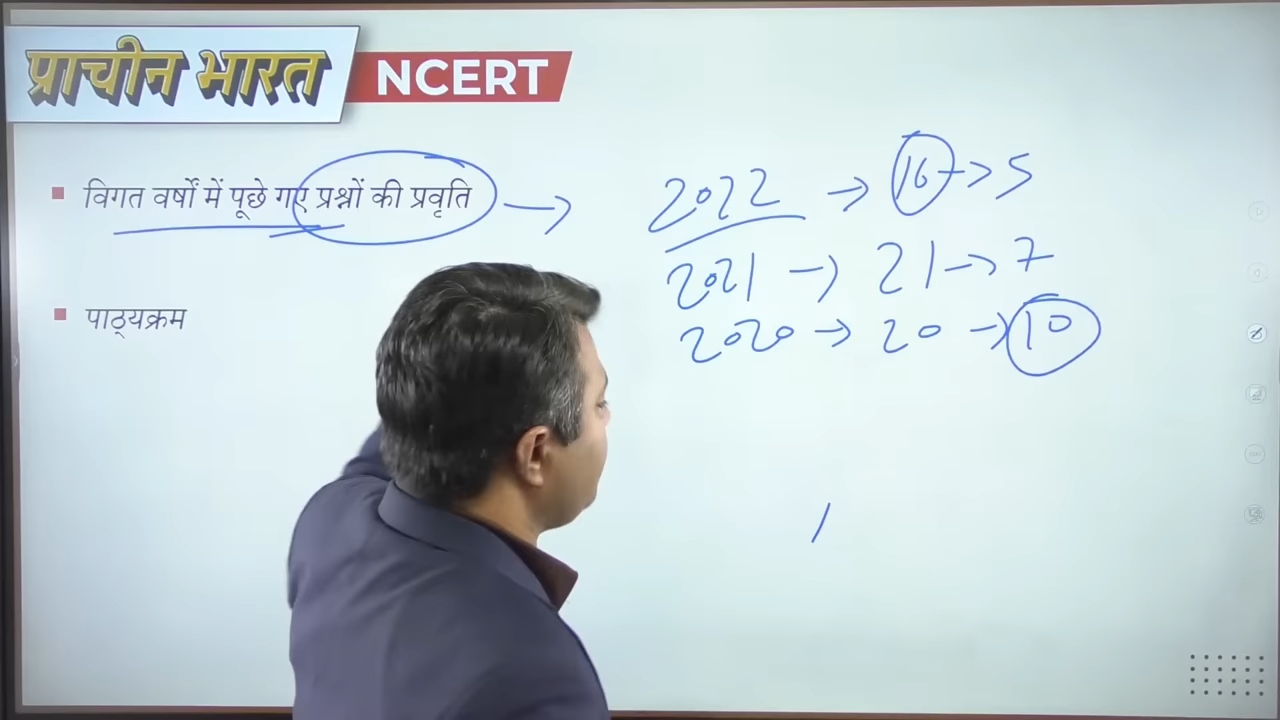 प्राचीन भारत NCERT
विगत वर्षों में पूछे गए प्रश्नों की प्रवृति → 2022 → 16 → 5
2021 → 21 → 7
2020 → 20 → 10
पाठ्यक्रम